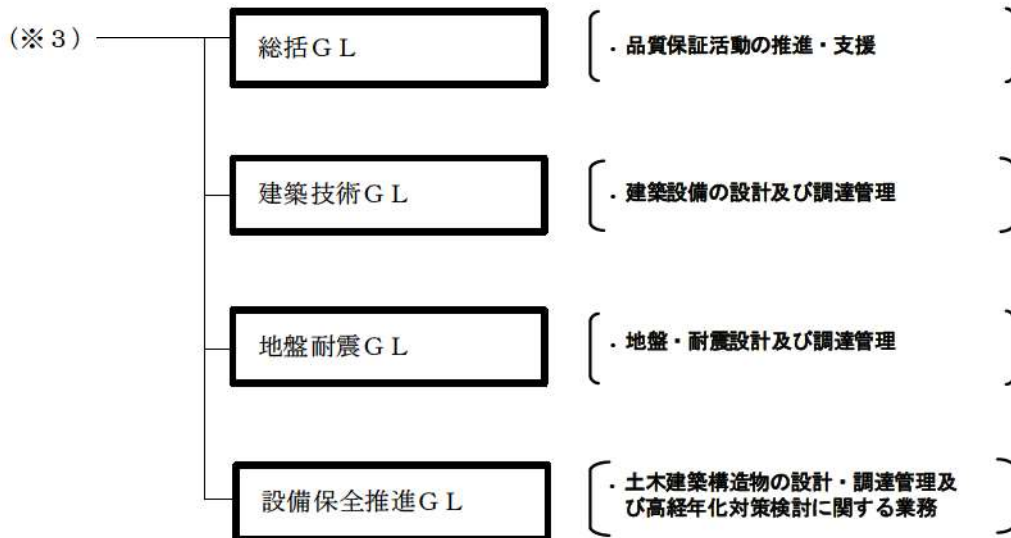 (※３)
総括ＧＬ
・品質保証活動の推進・支援
建築技術ＧＬ
・建築設備の設計及び調達管理
地盤耐震ＧＬ
・地盤・耐震設計及び調達管理
設備保全推進ＧＬ
・土木建築構造物の設計・調達管理及
び高経年化対策検討に関する業務